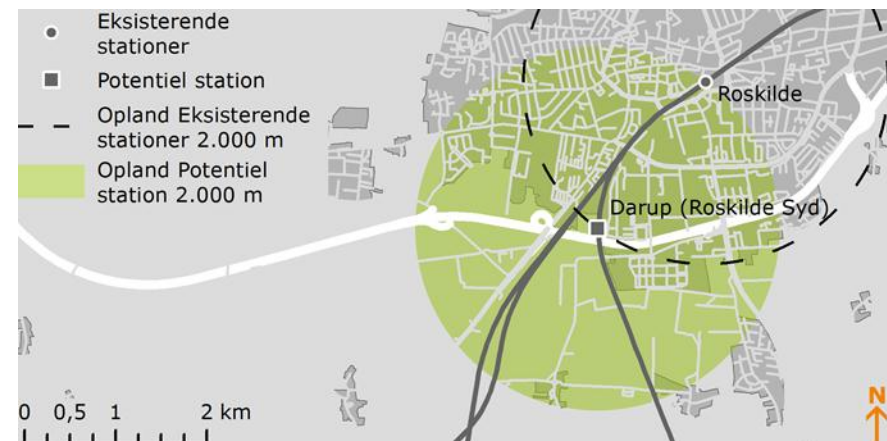 Eksisterende
stationer
Potentiel station
Opland Eksisterende
stationer 2.000 m
Opland Potentiel
station 2.000 m
Roskilde
Darup (Roskilde Syd)
0 0,5 1 2 km
N